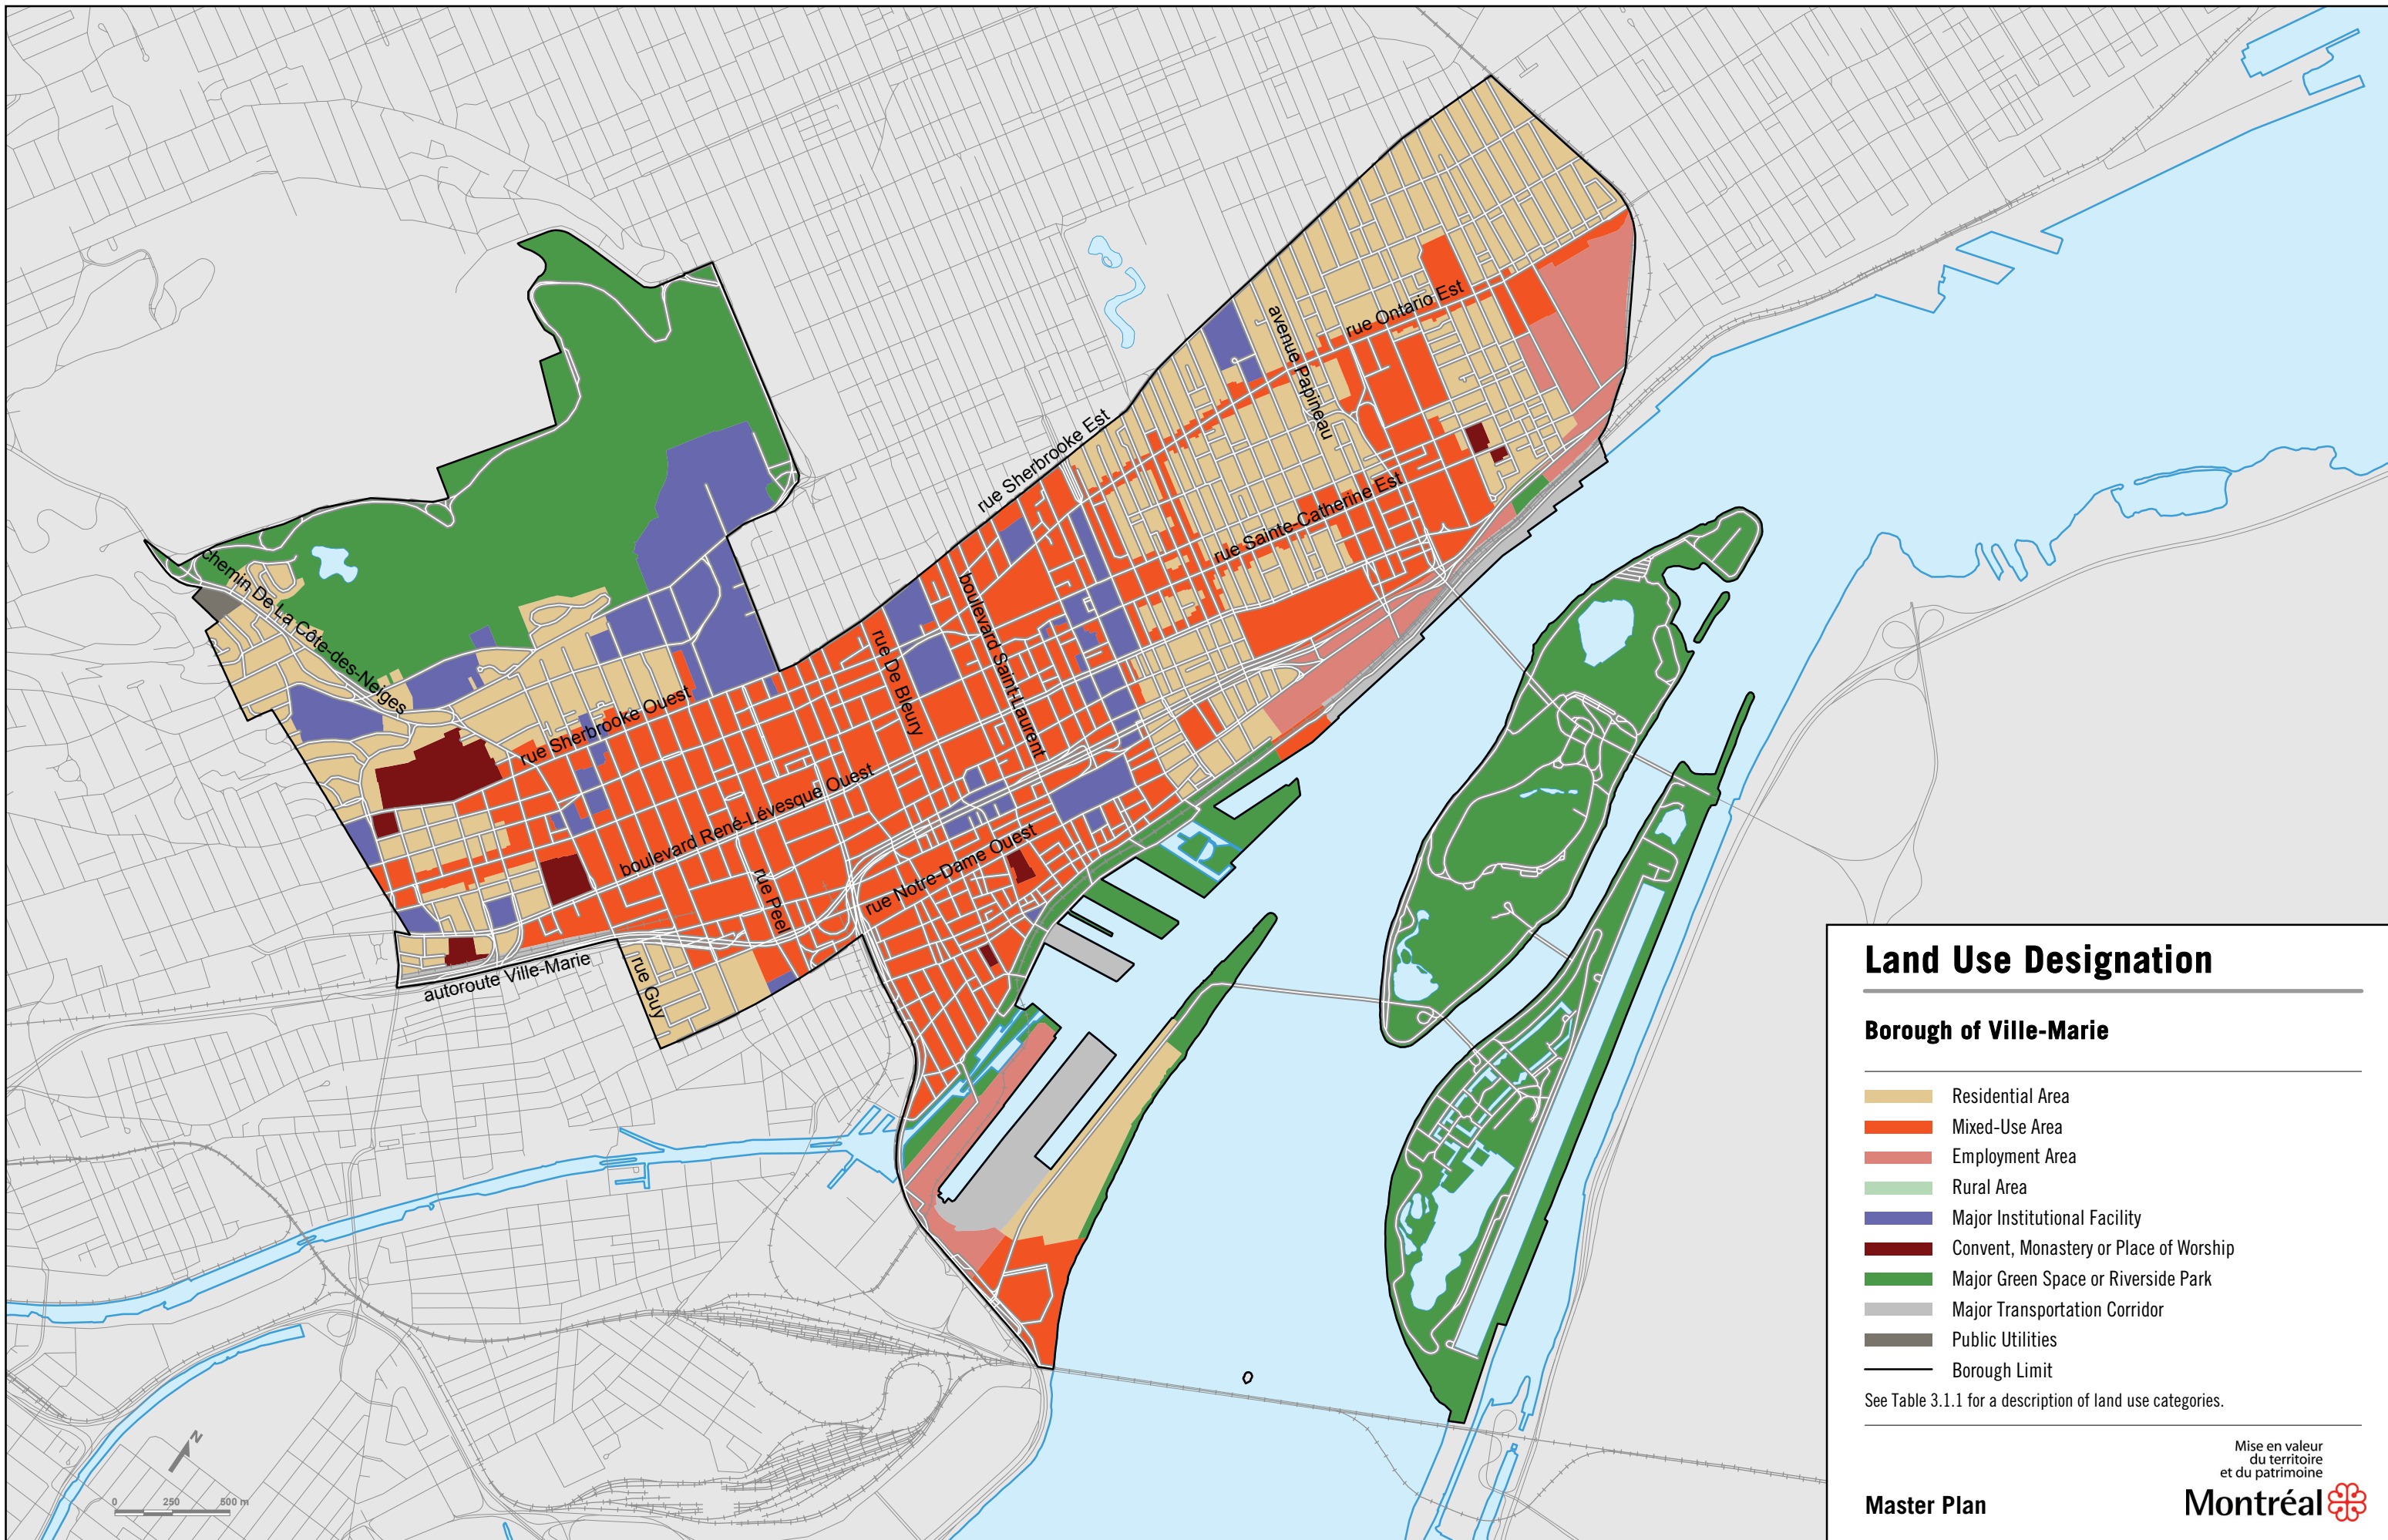 rue Ontario Est
avenue Papineau
rue Sherbrooke Est
rue Sainte-Catherine Est
chemin De La Côte-des-Neiges
boulevard Saint-Laurent
rue De Bleury
rue Sherbrooke Ouest
boulevard René-Lévesque Ouest
rue Notre-Dame Ouest
rue Peel
autoroute Ville-Marie
rue Guy
N
0 250 500 m
Land Use Designation
Borough of Ville-Marie
Residential Area
Mixed-Use Area
Employment Area
Rural Area
Major Institutional Facility
Convent, Monastery or Place of Worship
Major Green Space or Riverside Park
Major Transportation Corridor
Public Utilities
Borough Limit
See Table 3.1.1 for a description of land use categories.
Mise en valeur
du territoire
et du patrimoine
Master Plan
Montréal